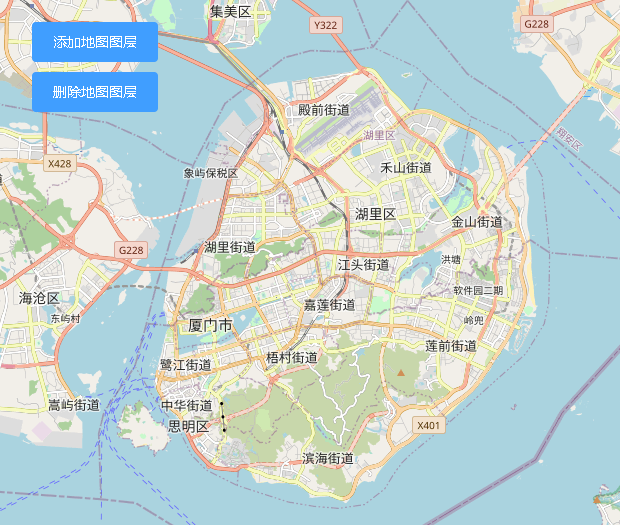 集美区
Y322
G228
添加地图图层
删除地图图层
殿前街道
湖里区
翔安区
X428
象屿保税区
禾山街道
湖里区
金山街道
G228
湖里街道
江头街道
洪塘
海沧区
软件园二期
嘉莲街道
东屿村
厦门市
岭兜
莲前街道
梧村街道
鹭江街道
嵩屿街道
中华街道
思明区
X401
滨海街道